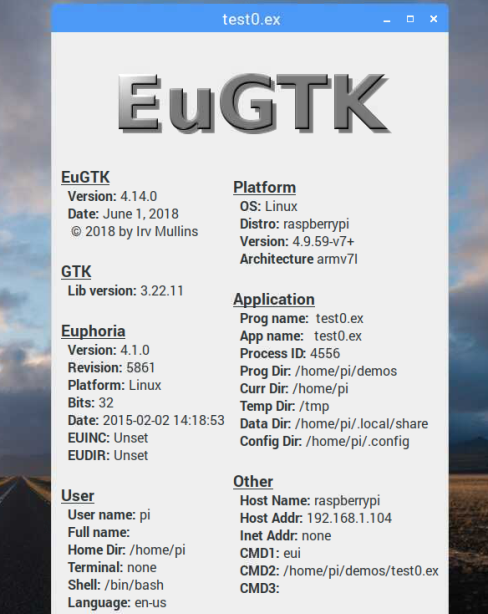 test0.ex
EuGTK
EuGTK
Version: 4.14.0
Date: June 1, 2018
© 2018 by Irv Mullins
GTK
Lib version: 3.22.11
Euphoria
Version: 4.1.0
Revision: 5861
Platform: Linux
Bits: 32
Date: 2015-02-02 14:18:53
EUINC: Unset
EUDIR: Unset
User
User name: pi
Full name:
Home Dir: /home/pi
Terminal: none
Shell: /bin/bash
Language: en-us
Platform
OS: Linux
Distro: raspberrypi
Version: 4.9.59-v7+
Architecture armv7l
Application
Prog name: test0.ex
App name: test0.ex
Process ID: 4556
Prog Dir: /home/pi/demos
Curr Dir: /home/pi
Temp Dir: /tmp
Data Dir: /home/pi/.local/share
Config Dir: /home/pi/.config
Other
Host Name: raspberrypi
Host Addr: 192.168.1.104
Inet Addr: none
CMD1: eui
CMD2: /home/pi/demos/test0.ex
CMD3: